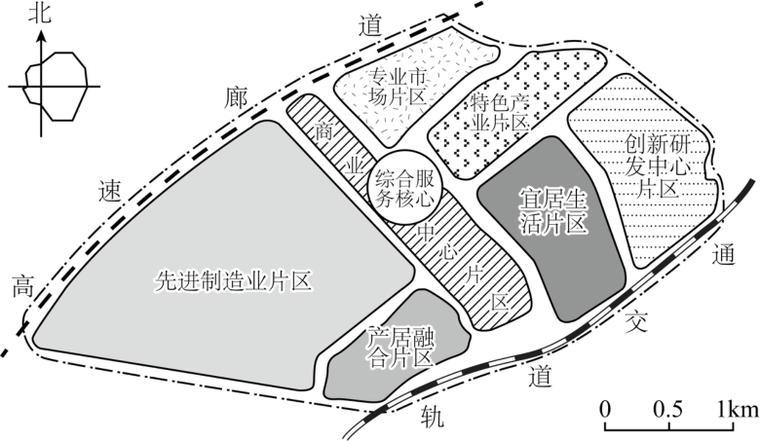 北
高速廊道
专业市
场片区
特色产
业片区
创新研
发中心
片区
商业中心片区
综合服
务核心
宜居生
活片区
先进制造业片区
产居融
合片区
轨道交通
0 0.5 1km